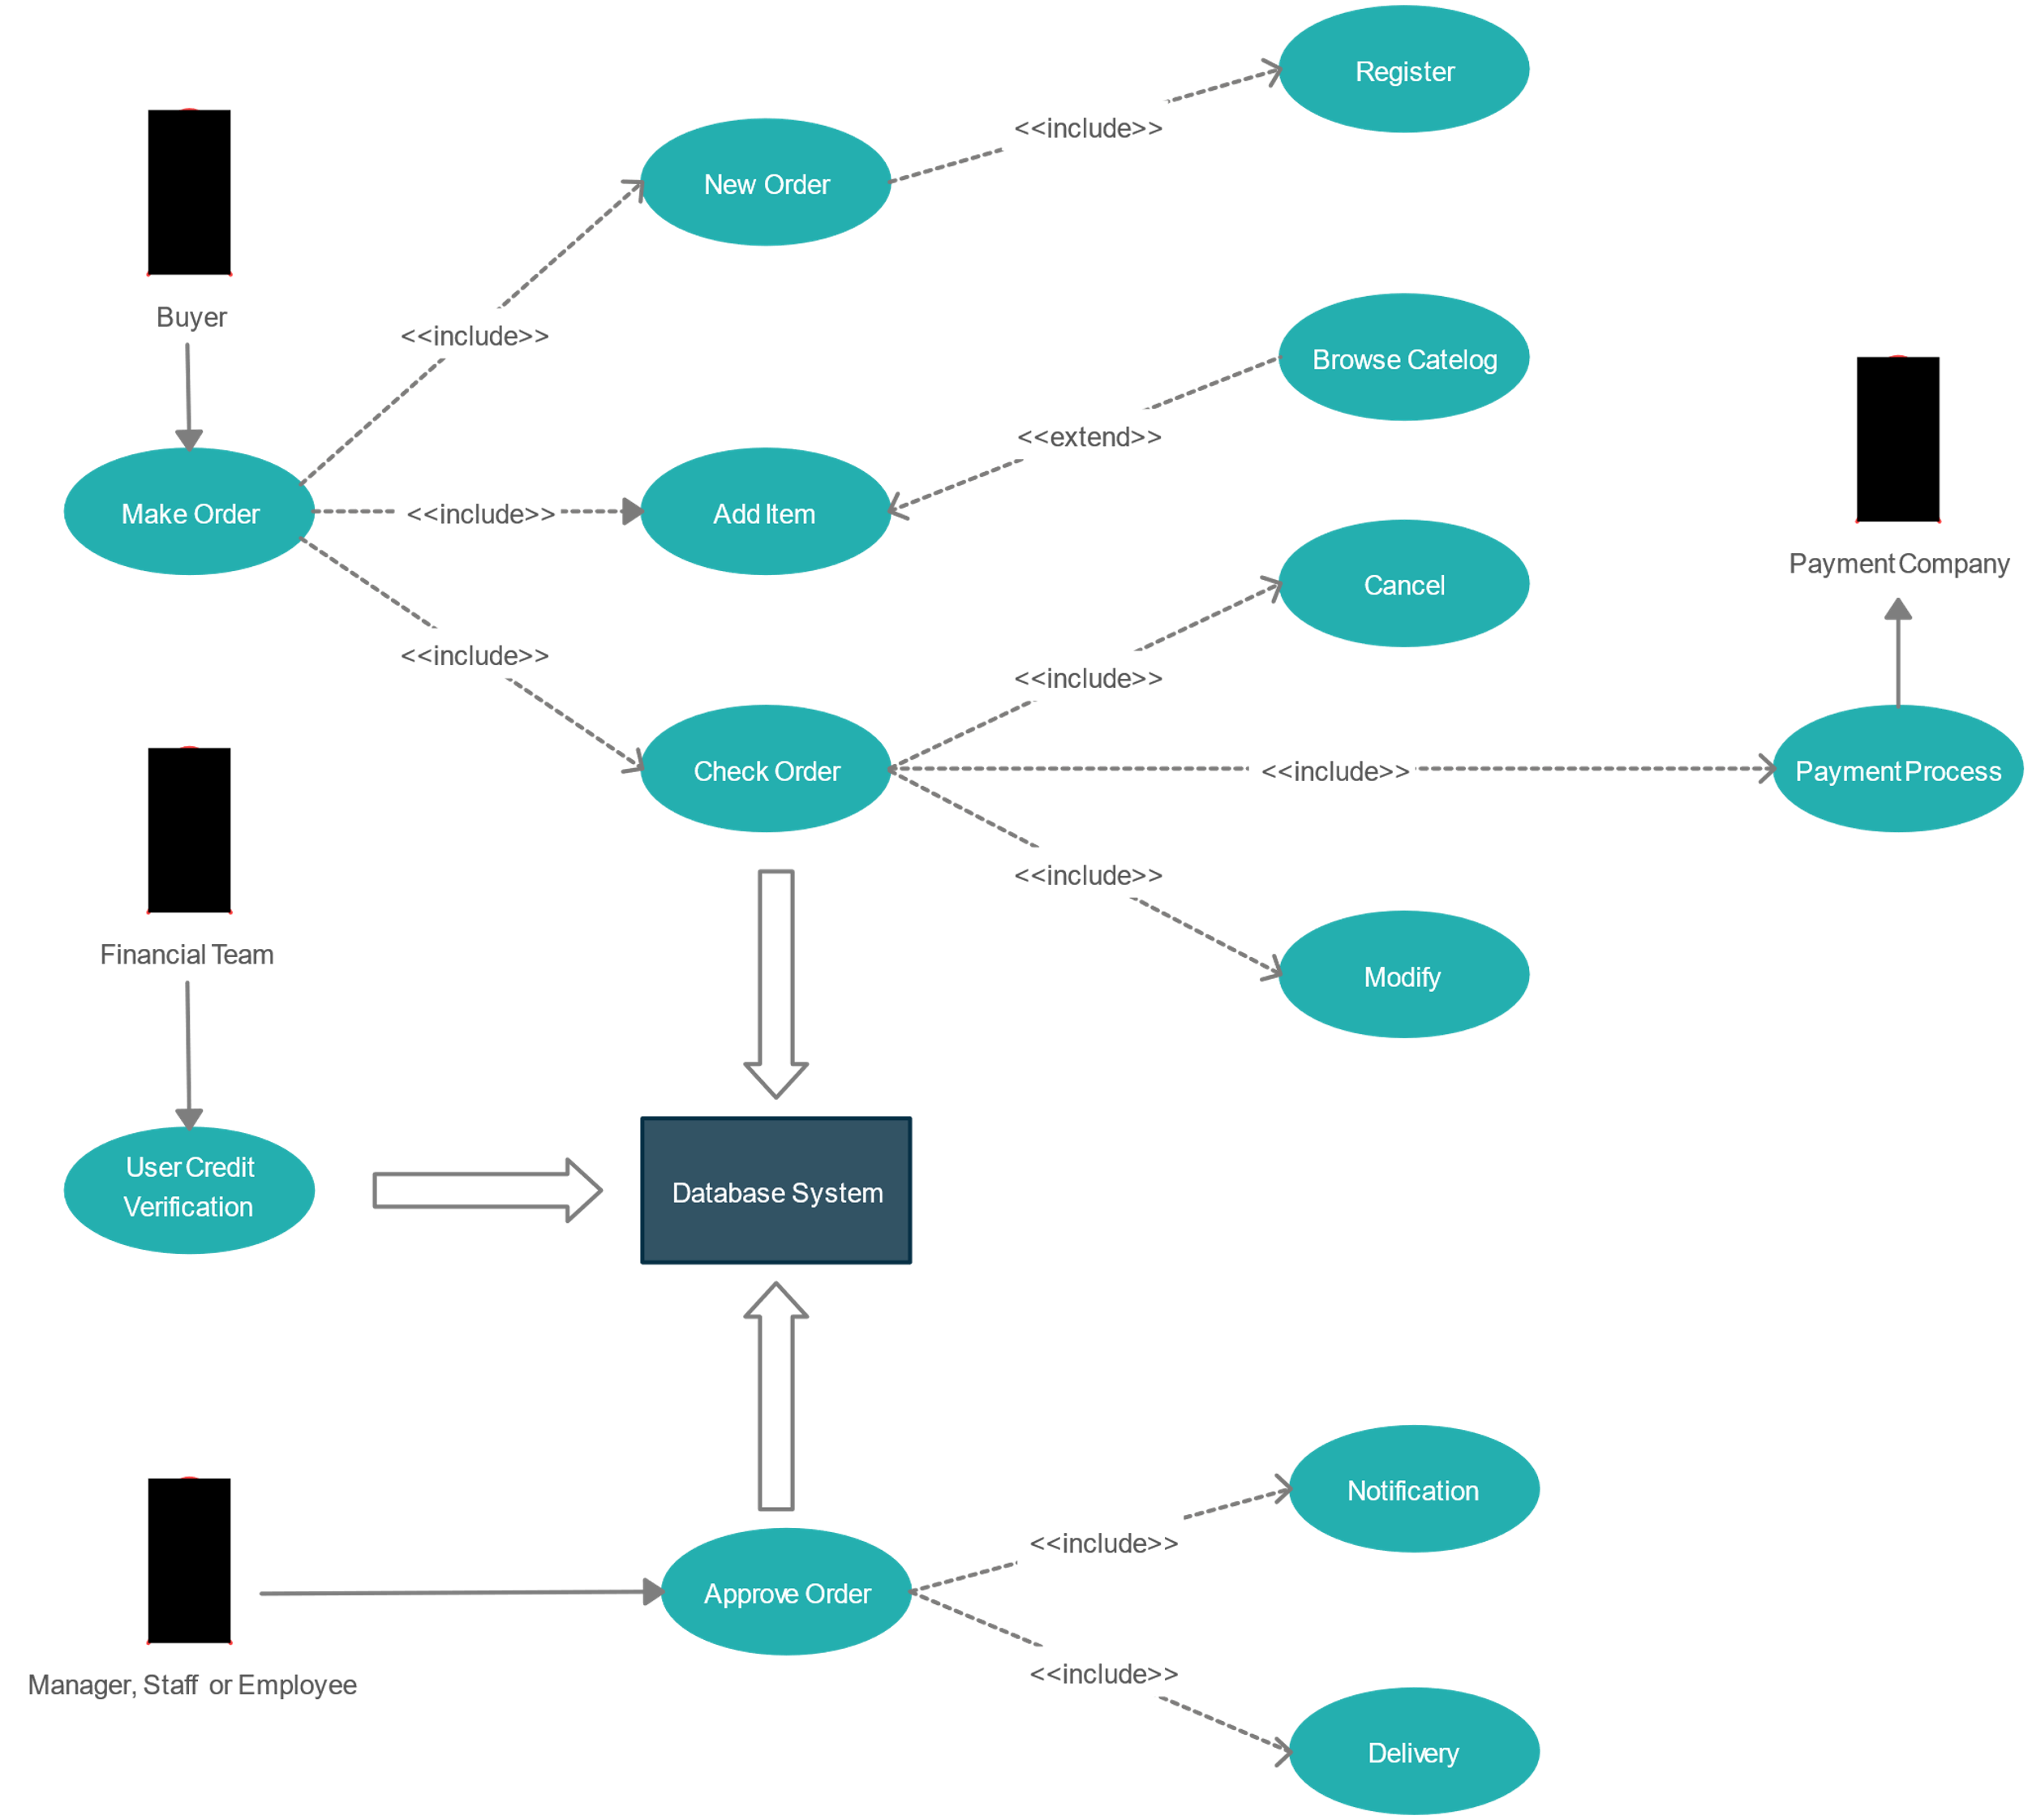 Register
<<include>>
New Order
Buyer
<<include>>
Browse Catelog
<<extend>>
Make Order
<<include>>
Add Item
Payment Company
Cancel
<<include>>
<<include>>
Check Order
<<include>>
Payment Process
<<include>>
Financial Team
Modify
User Credit
Verification
Database System
Notification
<<include>>
Approve Order
Manager, Staff or Employee
<<include>>
Delivery